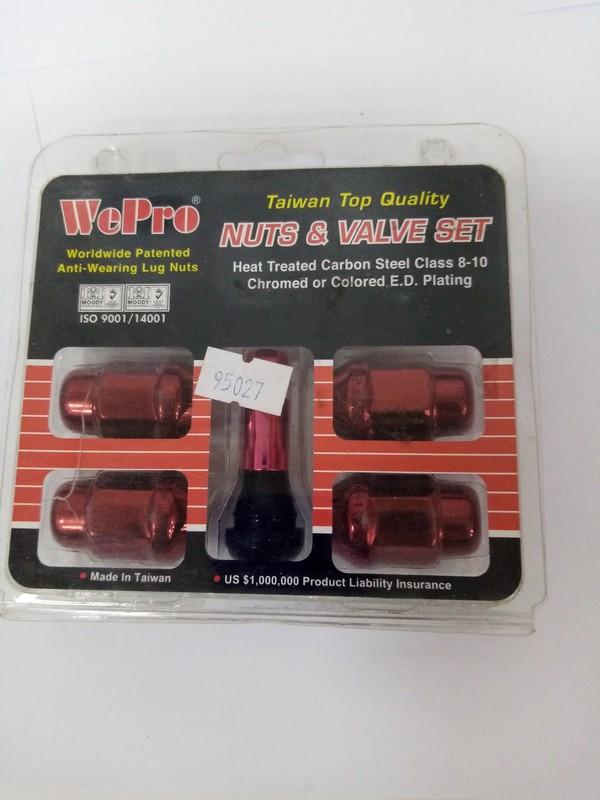 WePro®
Worldwide Patented
Anti-Wearing Lug Nuts
MOODY MOODY
ISO 9001/14001
Taiwan Top Quality
NUTS & VALVE SET
Heat Treated Carbon Steel Class 8-10
Chromed or Colored E.D. Plating
95027
Made In Taiwan
US $1,000,000 Product Liability Insurance